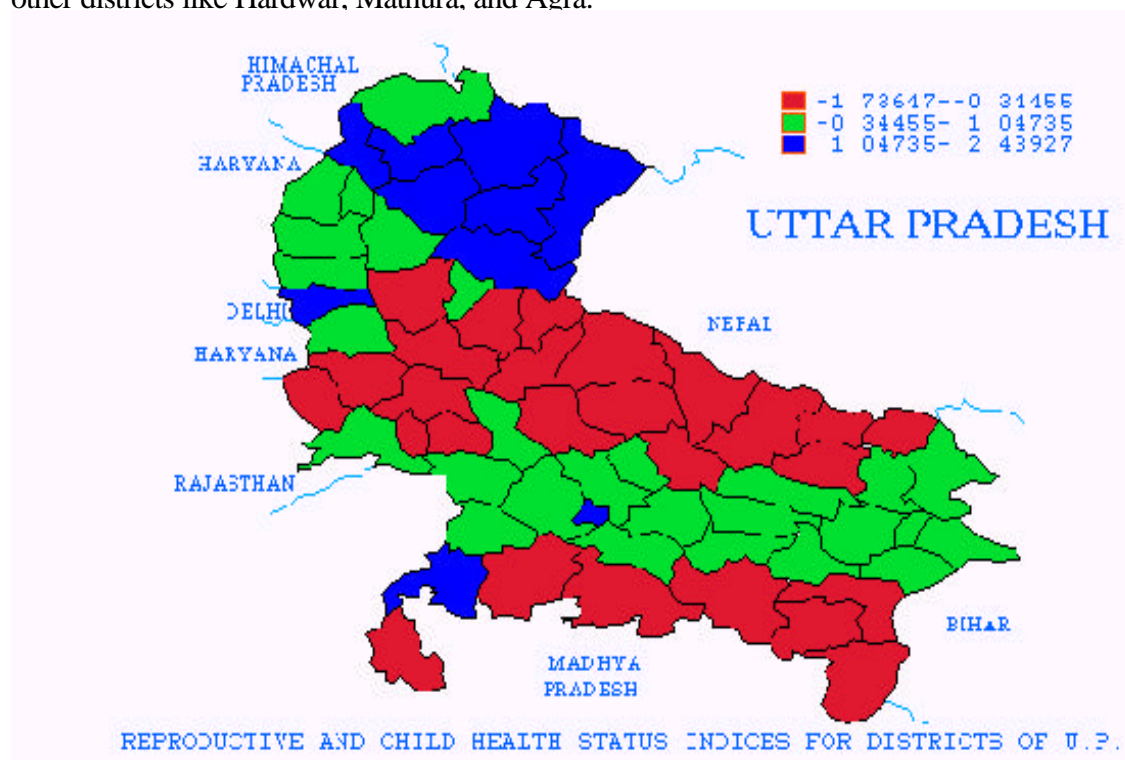 other districts like Hardwar, Mathura, and Agra.
HIMACHAL
PRADESH
-1 73647--0 34455
-0 34455- 1 04735
1 04735- 2 43927
HARYANA
UTTAR PRADESH
DELHI
NEPAL
HARYANA
RAJASTHAN
BIHAR
MADHYA
PRADESH
REPRODUCTIVE AND CHILD HEALTH STATUS INDICES FOR DISTRICTS OF U.P.